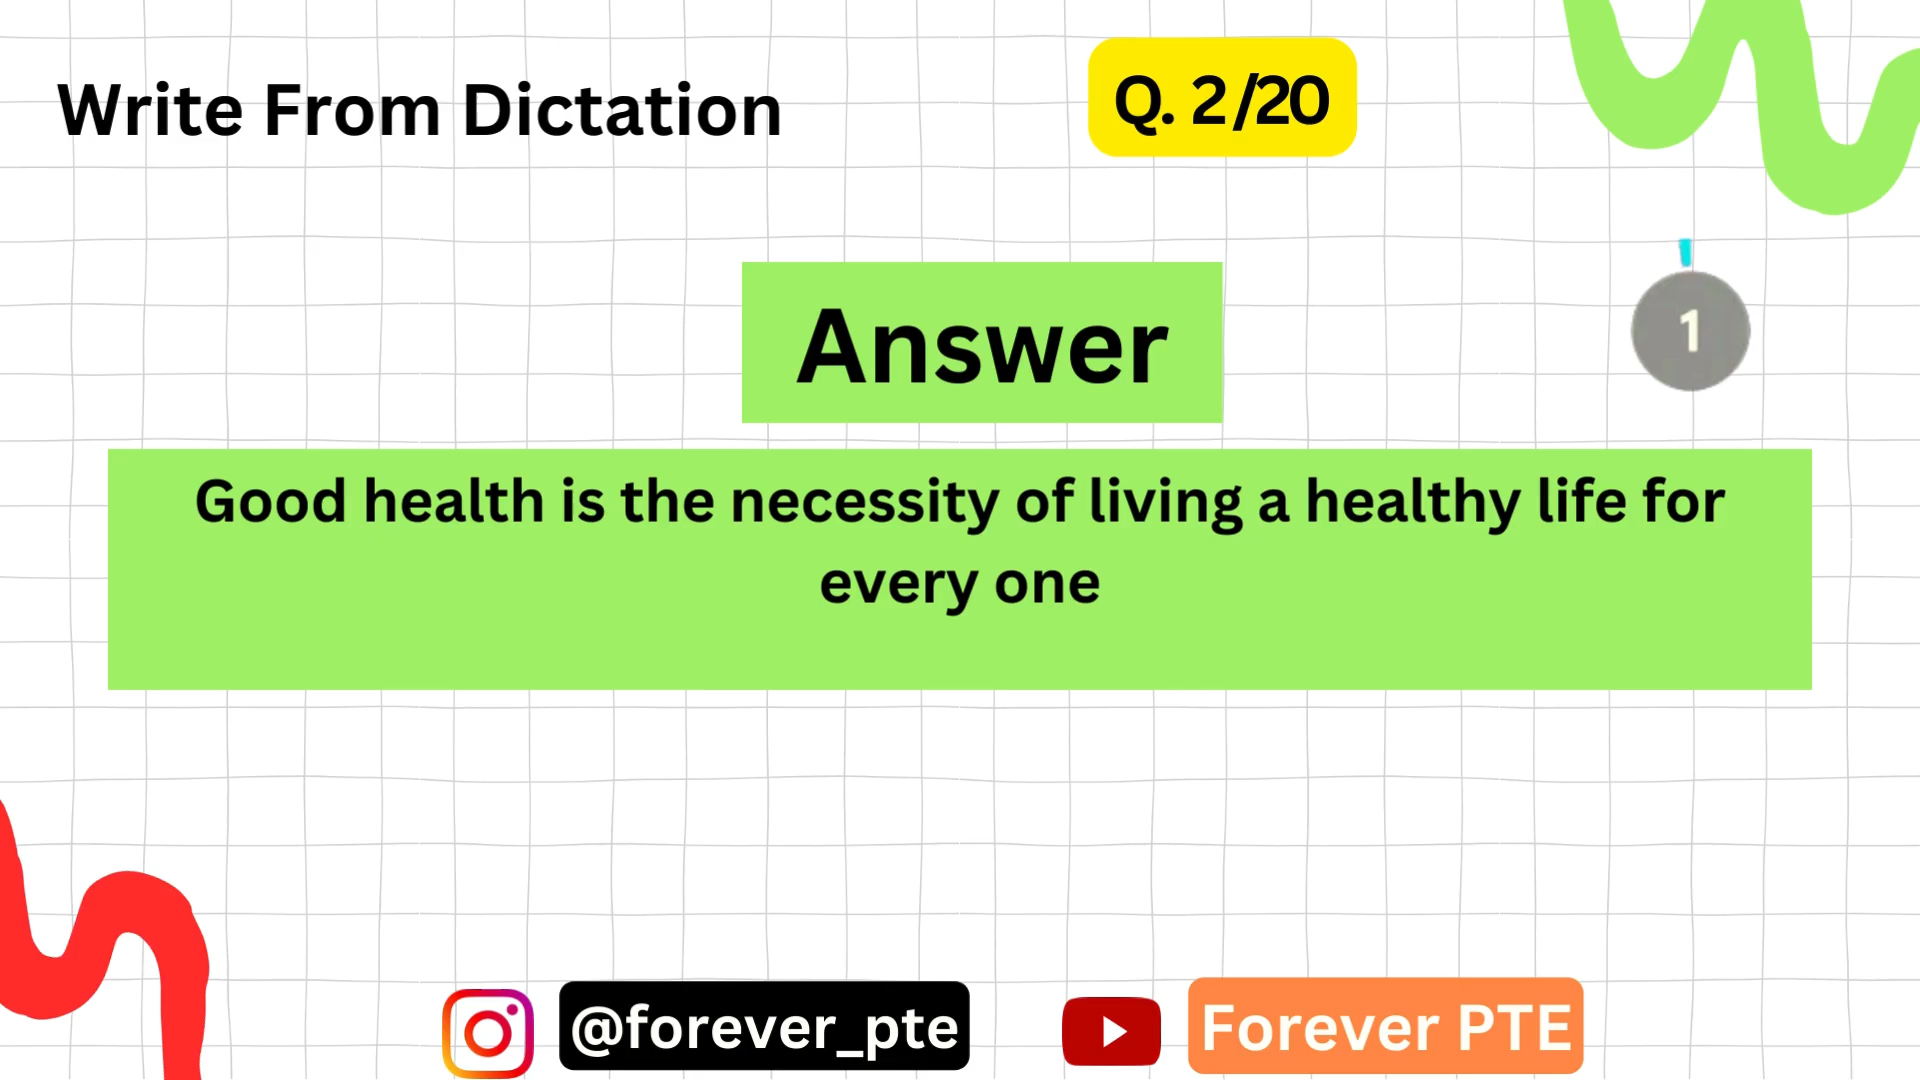 Write From Dictation
Q. 2/20
Answer
1
Good health is the necessity of living a healthy life for
every one
@forever_pte
Forever PTE